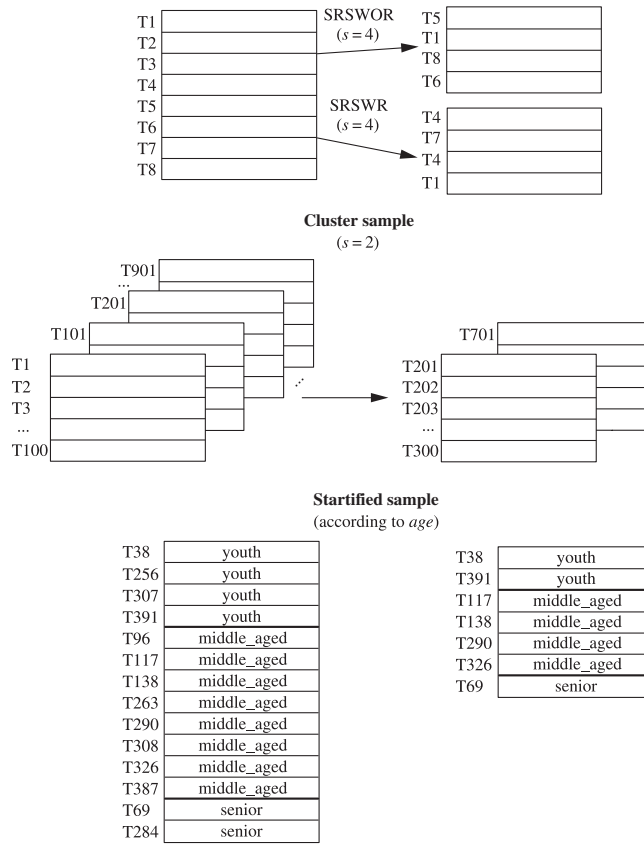 T1
T2
T3
T4
T5
T6
T7
T8
SRSWOR
(s = 4)
SRSWR
(s = 4)
T5
T1
T8
T6
T4
T7
T4
T1
Cluster sample
(s = 2)
T901
...
T201
T101
T1
T2
T3
...
T100
...
T701
T201
T202
T203
...
T300
Startified sample
(according to age)
T38 youth
T256 youth
T307 youth
T391 youth
T96 middle_aged
T117 middle_aged
T138 middle_aged
T263 middle_aged
T290 middle_aged
T308 middle_aged
T326 middle_aged
T387 middle_aged
T69 senior
T284 senior
T38 youth
T391 youth
T117 middle_aged
T138 middle_aged
T290 middle_aged
T326 middle_aged
T69 senior